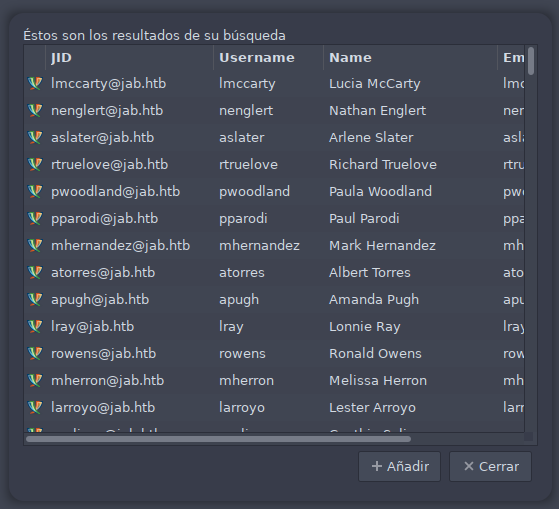 Éstos son los resultados de su búsqueda
JID Username Name Em
lmccarty@jab.htb lmccarty Lucia McCarty lmc
nenglert@jab.htb nenglert Nathan Englert nen
aslater@jab.htb aslater Arlene Slater asla
rtruelove@jab.htb rtruelove Richard Truelove rtru
pwoodland@jab.htb pwoodland Paula Woodland pwo
pparodi@jab.htb pparodi Paul Parodi ppa
mhernandez@jab.htb mhernandez Mark Hernandez mh
atorres@jab.htb atorres Albert Torres ato
apugh@jab.htb apugh Amanda Pugh apu
lray@jab.htb lray Lonnie Ray lray
rowens@jab.htb rowens Ronald Owens row
mherron@jab.htb mherron Melissa Herron mh
larroyo@jab.htb larroyo Lester Arroyo larr
Añadir Cerrar